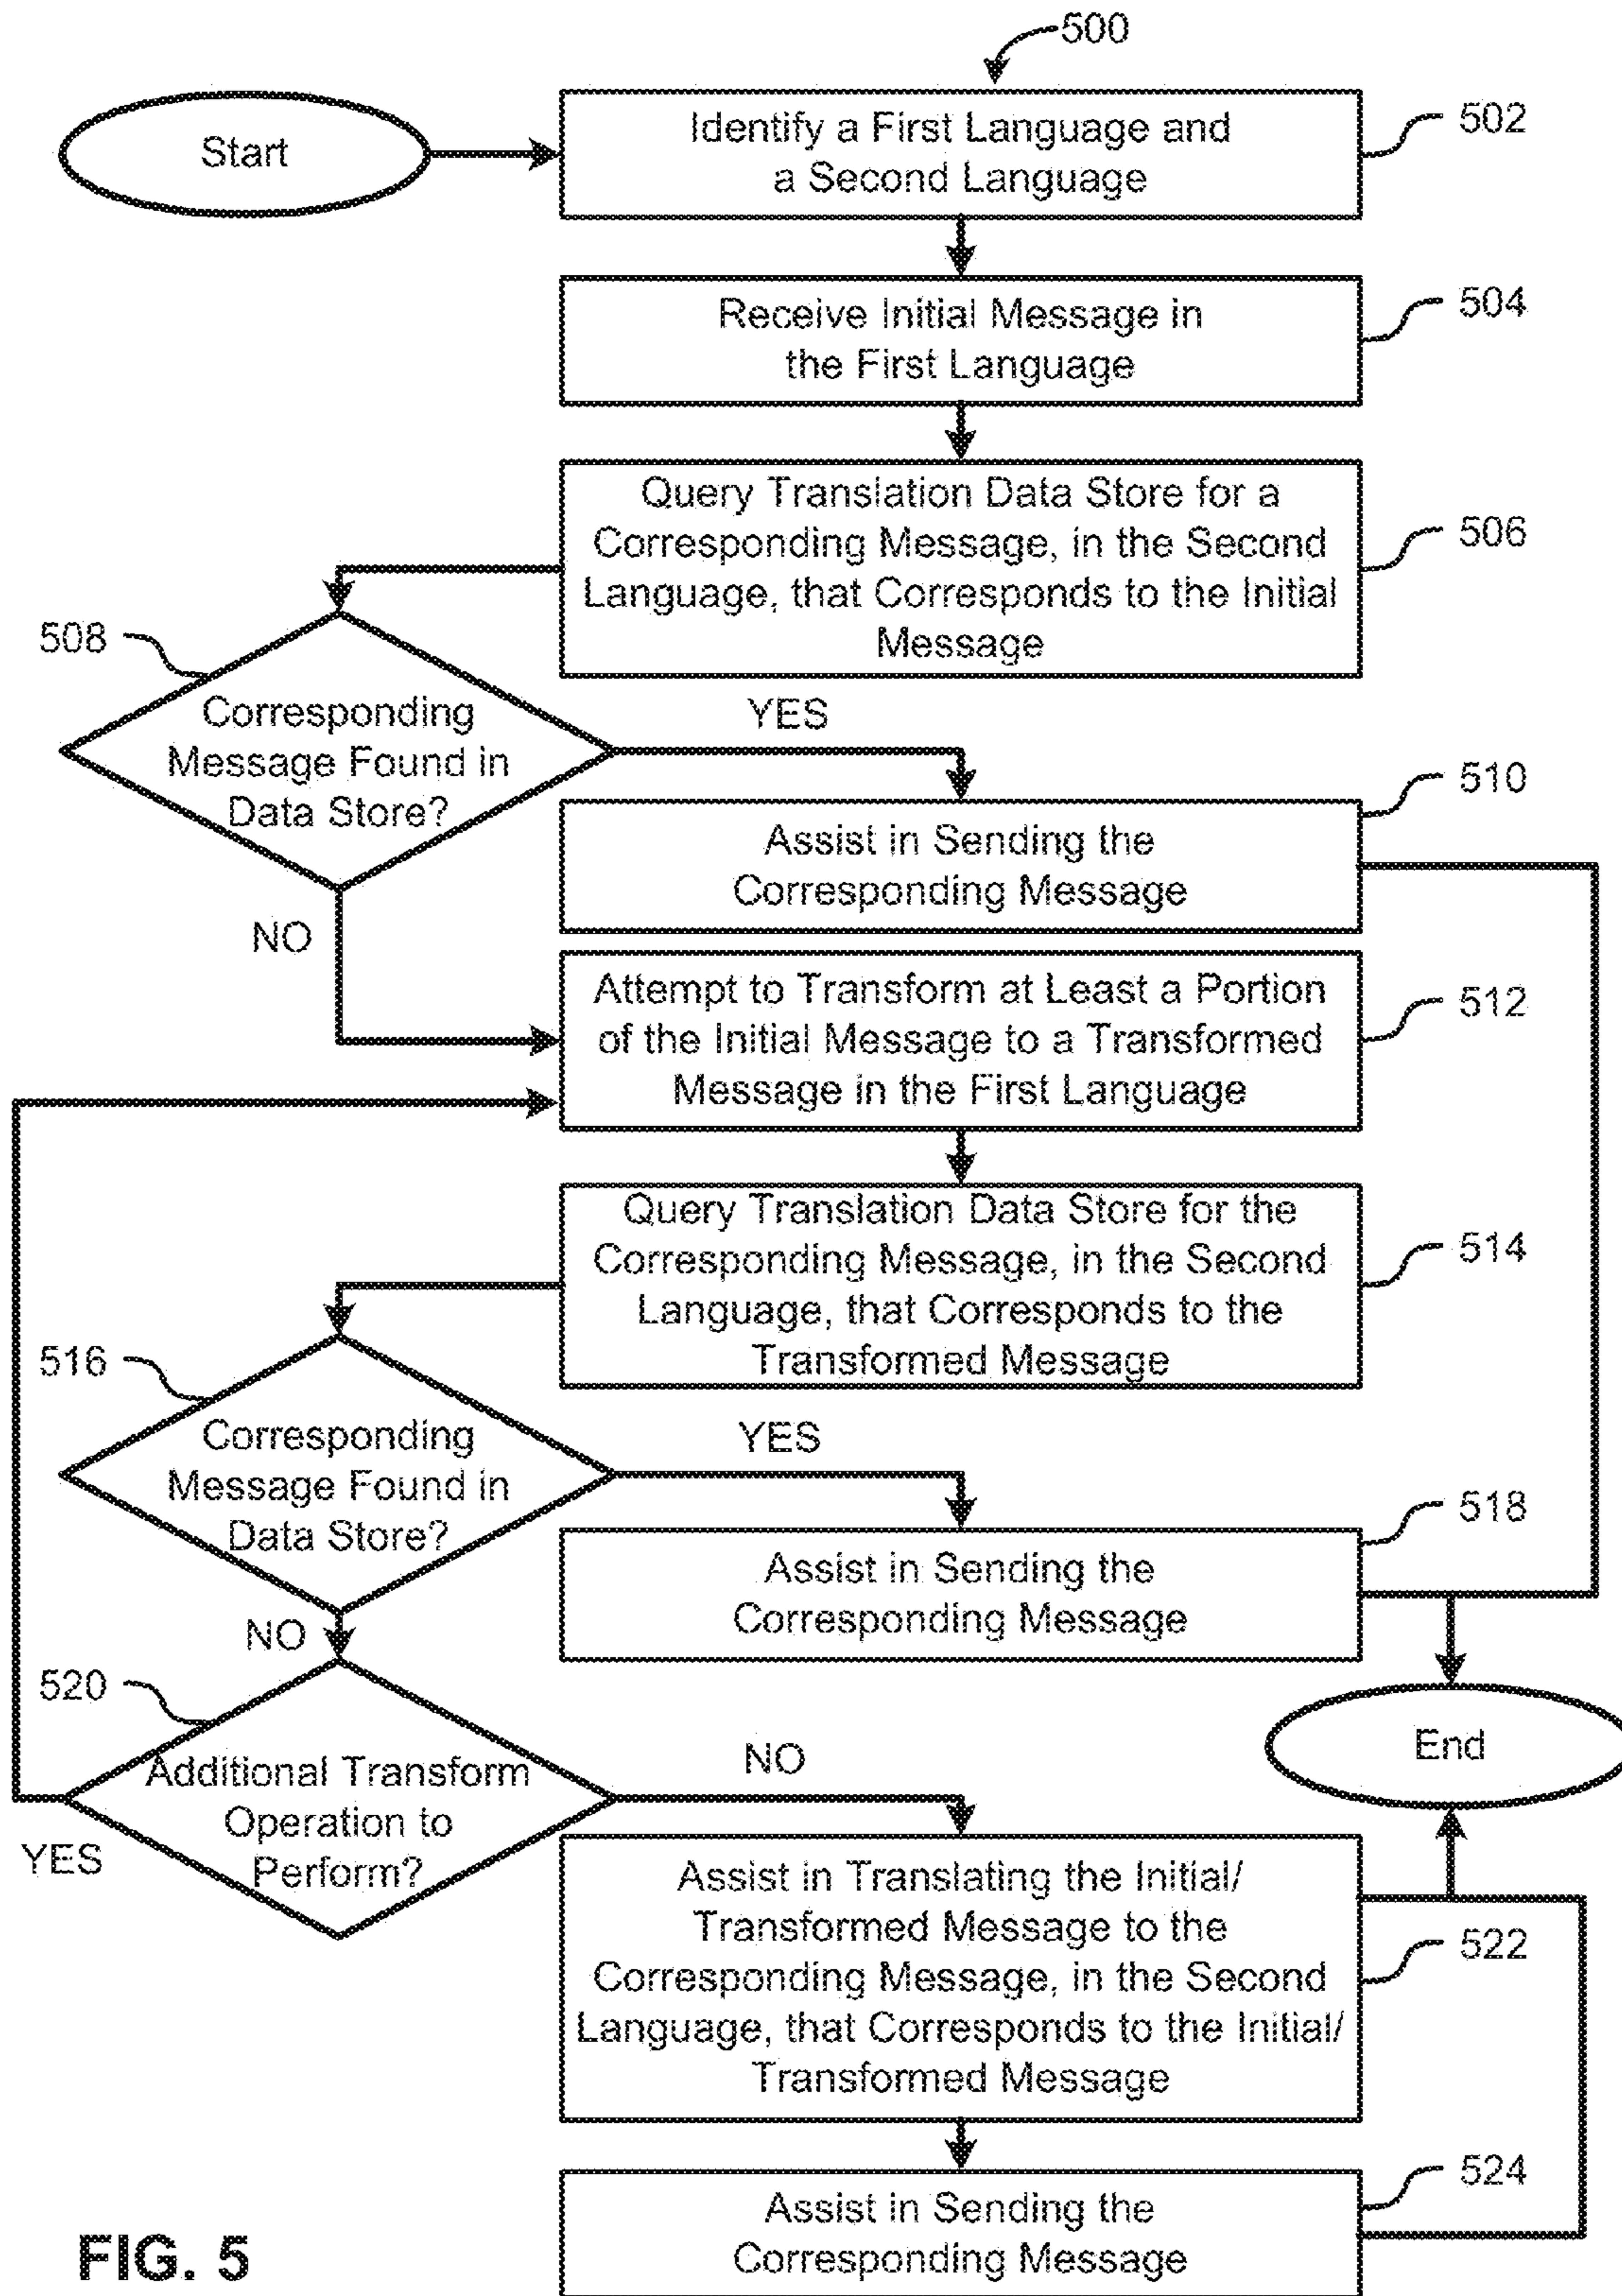 500
Start
Identify a First Language and
a Second Language
502
Receive Initial Message in
the First Language
504
Query Translation Data Store for a
Corresponding Message, in the Second
Language, that Corresponds to the Initial
Message
506
508
Corresponding
Message Found in
Data Store?
YES
NO
Assist in Sending the
Corresponding Message
510
Attempt to Transform at Least a Portion
of the Initial Message to a Transformed
Message in the First Language
512
Query Translation Data Store for the
Corresponding Message, in the Second
Language, that Corresponds to the
Transformed Message
514
516
Corresponding
Message Found in
Data Store?
YES
NO
Assist in Sending the
Corresponding Message
518
520
Additional Transform
Operation to
Perform?
YES
NO
End
Assist in Translating the Initial/
Transformed Message to the
Corresponding Message, in the Second
Language, that Corresponds to the Initial/
Transformed Message
522
Assist in Sending the
Corresponding Message
524
FIG. 5